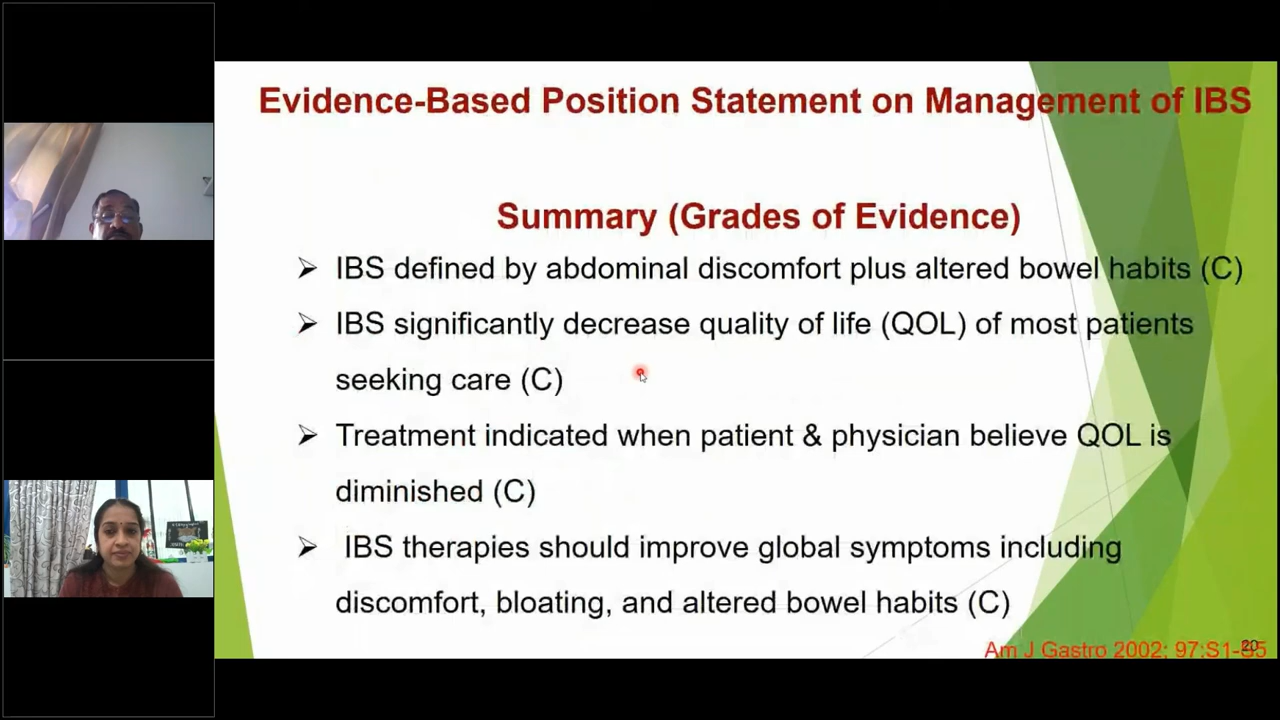 Evidence-Based Position Statement on Management of IBS
Summary (Grades of Evidence)
IBS defined by abdominal discomfort plus altered bowel habits (C)
IBS significantly decrease quality of life (QOL) of most patients
seeking care (C)
Treatment indicated when patient & physician believe QOL is
diminished (C)
IBS therapies should improve global symptoms including
discomfort, bloating, and altered bowel habits (C)
Am J Gastro 2002; 97:S1-S5
20